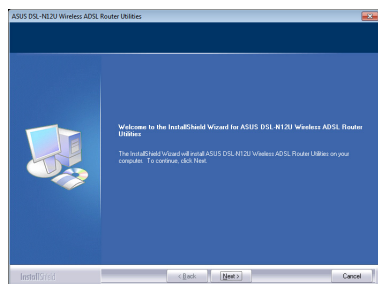 ASUS DSL-N12U Wireless ADSL Router Utilities
Welcome to the InstallShield Wizard for ASUS DSL-N12U Wireless ADSL Router
Utilities
The InstallShield Wizard will install ASUS DSL-N12U Wireless ADSL Router Utilities on your
computer. To continue, click Next.
InstallShield
< Back
Next >
Cancel